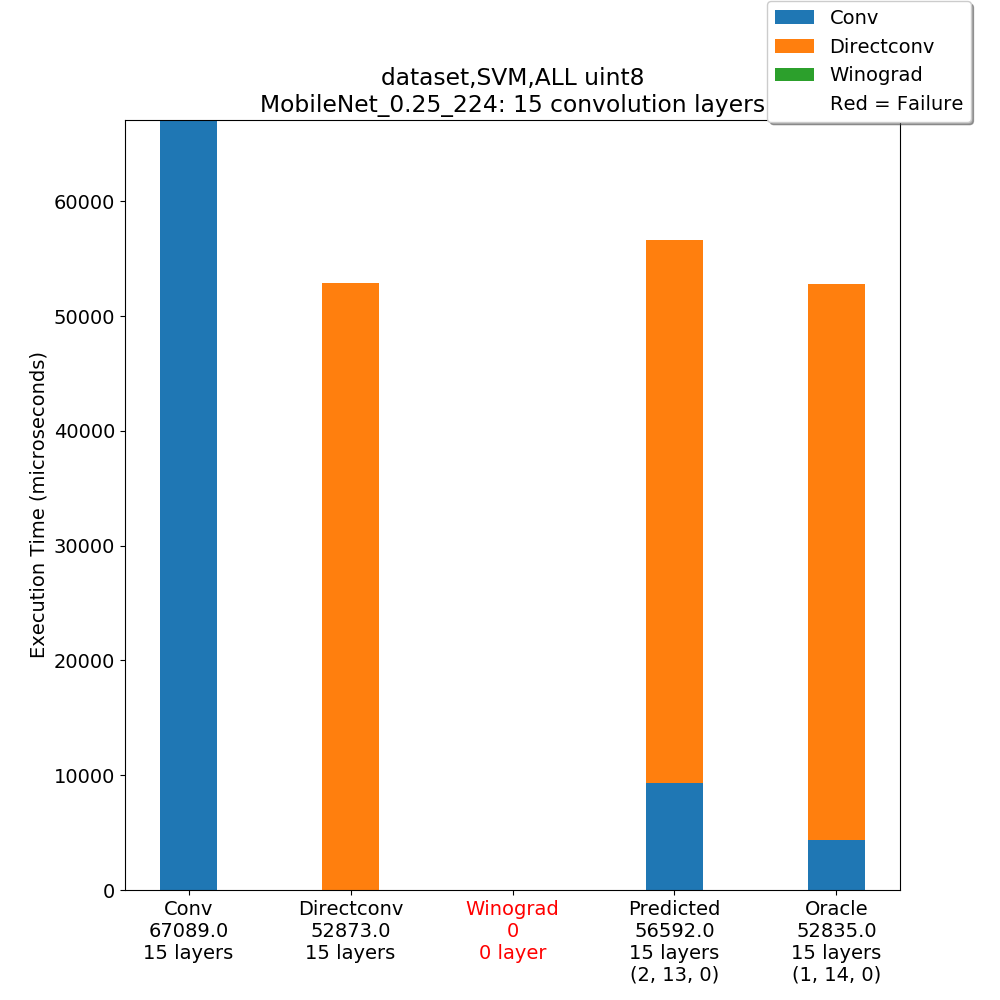 Conv
Directconv
Winograd
Red = Failure
dataset,SVM,ALL uint8
MobileNet_0.25_224: 15 convolution layers
Execution Time (microseconds)
60000
50000
40000
30000
20000
10000
0
Conv
67089.0
15 layers
Directconv
52873.0
15 layers
Winograd
0
0 layer
Predicted
56592.0
15 layers
(2, 13, 0)
Oracle
52835.0
15 layers
(1, 14, 0)